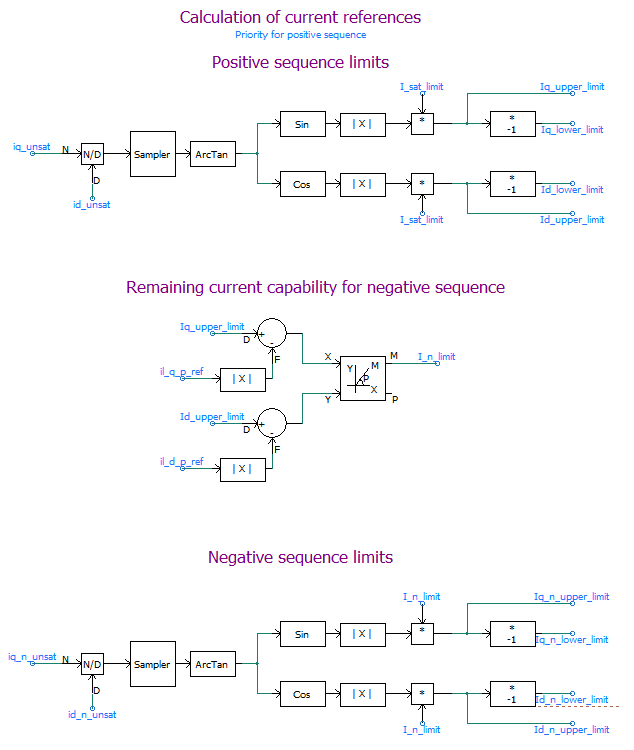 Calculation of current references
Priority for positive sequence
Positive sequence limits
I_sat_limit
Iq_upper_limit
Sin
|X|
*
*
-1
Iq_lower_limit
iq_unsat
N
N/D
D
id_unsat
Sampler
ArcTan
Cos
|X|
*
*
-1
Id_lower_limit
I_sat_limit
Id_upper_limit
Remaining current capability for negative sequence
Iq_upper_limit
D
+
-
F
il_q_p_ref
|X|
X
Y
Y
M
P
X
M
P
I_n_limit
Id_upper_limit
D
+
-
F
il_d_p_ref
|X|
Negative sequence limits
I_n_limit
Iq_n_upper_limit
Sin
|X|
*
*
-1
Iq_n_lower_limit
iq_n_unsat
N
N/D
D
id_n_unsat
Sampler
ArcTan
Cos
|X|
*
*
-1
Id_n_lower_limit
I_n_limit
Id_n_upper_limit